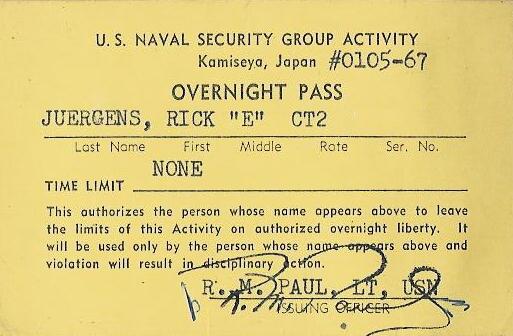 U. S. NAVAL SECURITY GROUP ACTIVITY
Kamiseya, Japan #0105-67
OVERNIGHT PASS
JUERGENS, RICK "E" CT2
Last Name First Middle Rate Ser. No.
NONE
TIME LIMIT
This authorizes the person whose name appears above to leave
the limits of this Activity on authorized overnight liberty. It
will be used only by the person whose name appears above and
violation will result in disciplinary action.
R. M. PAUL, LT, USN
ISSUING OFFICER